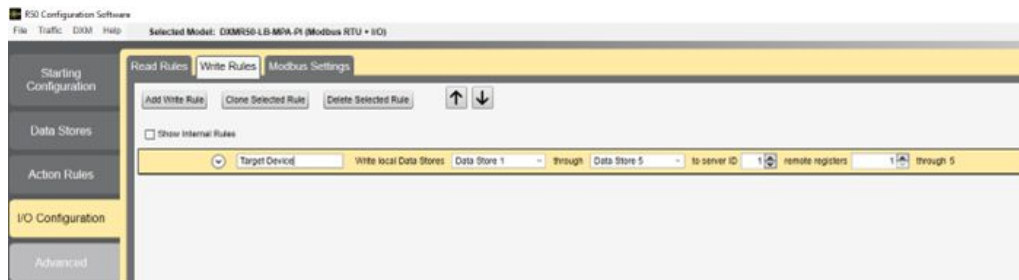 R50 Configuration Software
File Traffic DXM Help Selected Model: DXMR50-LB-MPA-PI (Modbus RTU + I/O)
Starting Configuration
Read Rules Write Rules Modbus Settings
Add Write Rule Clone Selected Rule Delete Selected Rule
Data Stores
Show Internal Rules
Target Device Write local Data Stores Data Store 1 through Data Store 5 to server ID 1 remote registers 1 through 5
Action Rules
I/O Configuration
Advanced